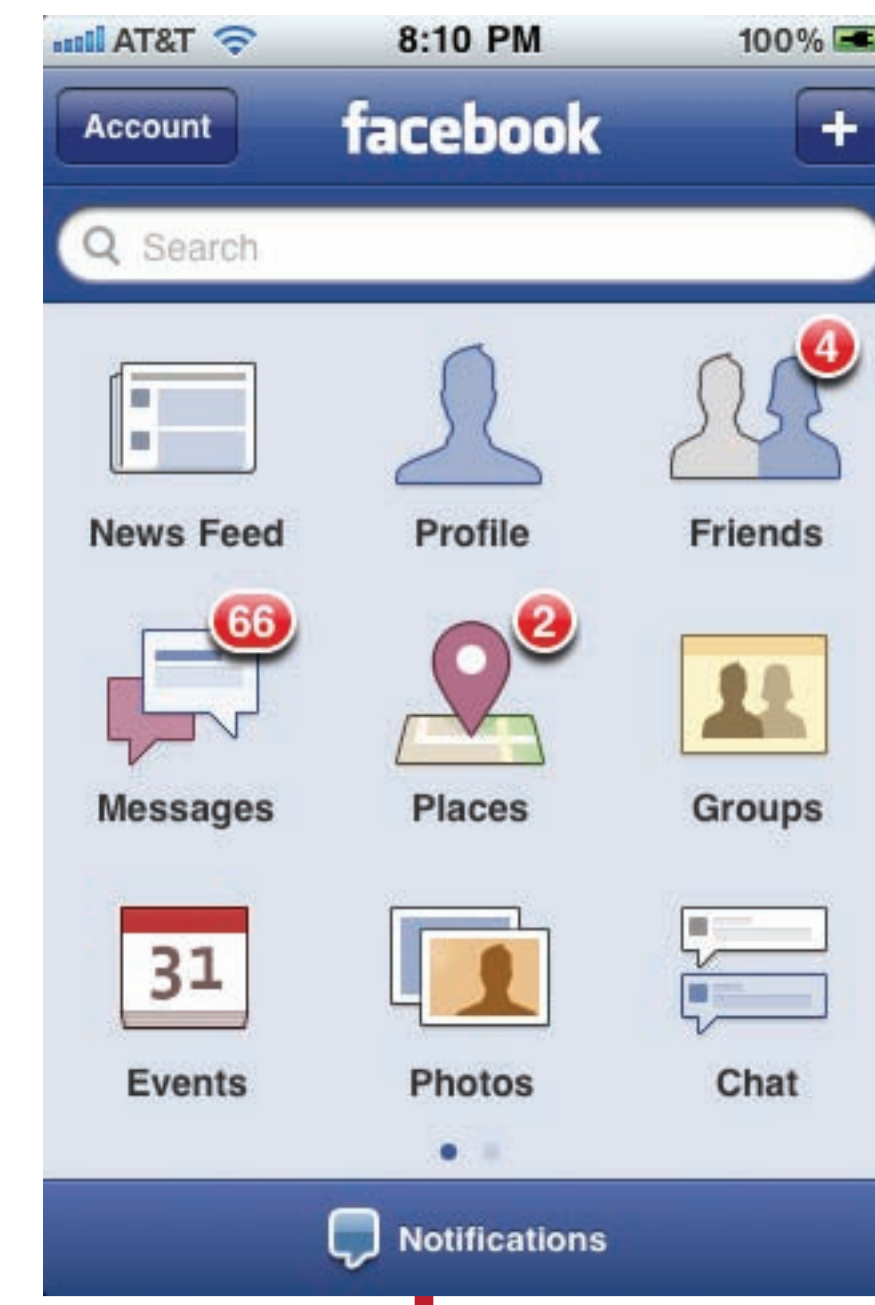 AT&T 8:10 PM 100%
Account facebook +
Search
4
News Feed Profile Friends
66 2
Messages Places Groups
31
Events Photos Chat
Notifications